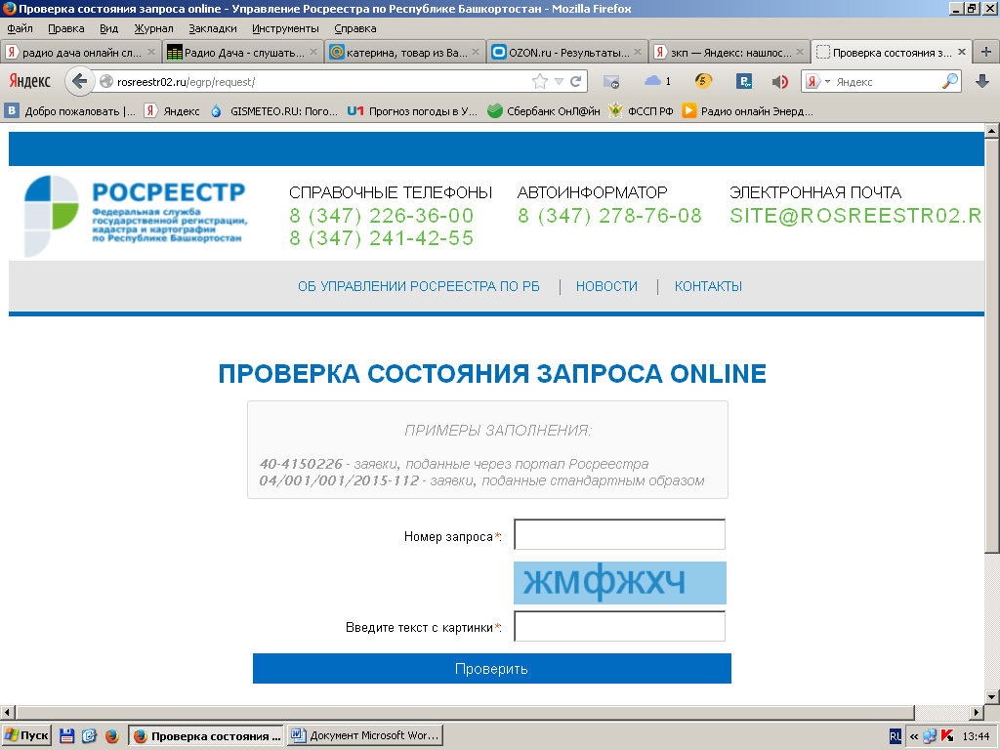 Проверка состояния запроса online - Управление Росреестра по Республике Башкортостан - Mozilla Firefox
Файл Правка Вид Журнал Закладки Инструменты Справка
радио дача онлайн сл... Радио Дача - слушать... катерина, товар из Ва... OZON.ru - Результаты... зкп — Яндекс: нашлос... Проверка состояния з...
Яндекс rosreestr02.ru/egrp/request/ 1 5 Яндекс
Добро пожаловать |... Яндекс GISMETEO.RU: Пого... Прогноз погоды в У... Сбербанк ОнЛ@йн ФССП РФ Радио онлайн Энерд...
РОСРЕЕСТР
Федеральная служба
государственной регистрации,
кадастра и картографии
по Республике Башкортостан
СПРАВОЧНЫЕ ТЕЛЕФОНЫ
8 (347) 226-36-00
8 (347) 241-42-55
АВТОИНФОРМАТОР
8 (347) 278-76-08
ЭЛЕКТРОННАЯ ПОЧТА
SITE@ROSREESTR02.R
ОБ УПРАВЛЕНИИ РОСРЕЕСТРА ПО РБ | НОВОСТИ | КОНТАКТЫ
ПРОВЕРКА СОСТОЯНИЯ ЗАПРОСА ONLINE
ПРИМЕРЫ ЗАПОЛНЕНИЯ:
40-4150226 - заявки, поданные через портал Росреестра
04/001/001/2015-112 - заявки, поданные стандартным образом
Номер запроса*:
жмфжхч
Введите текст с картинки*:
Проверить
Пуск Проверка состояния ... Документ Microsoft Wor... RU « 13:44